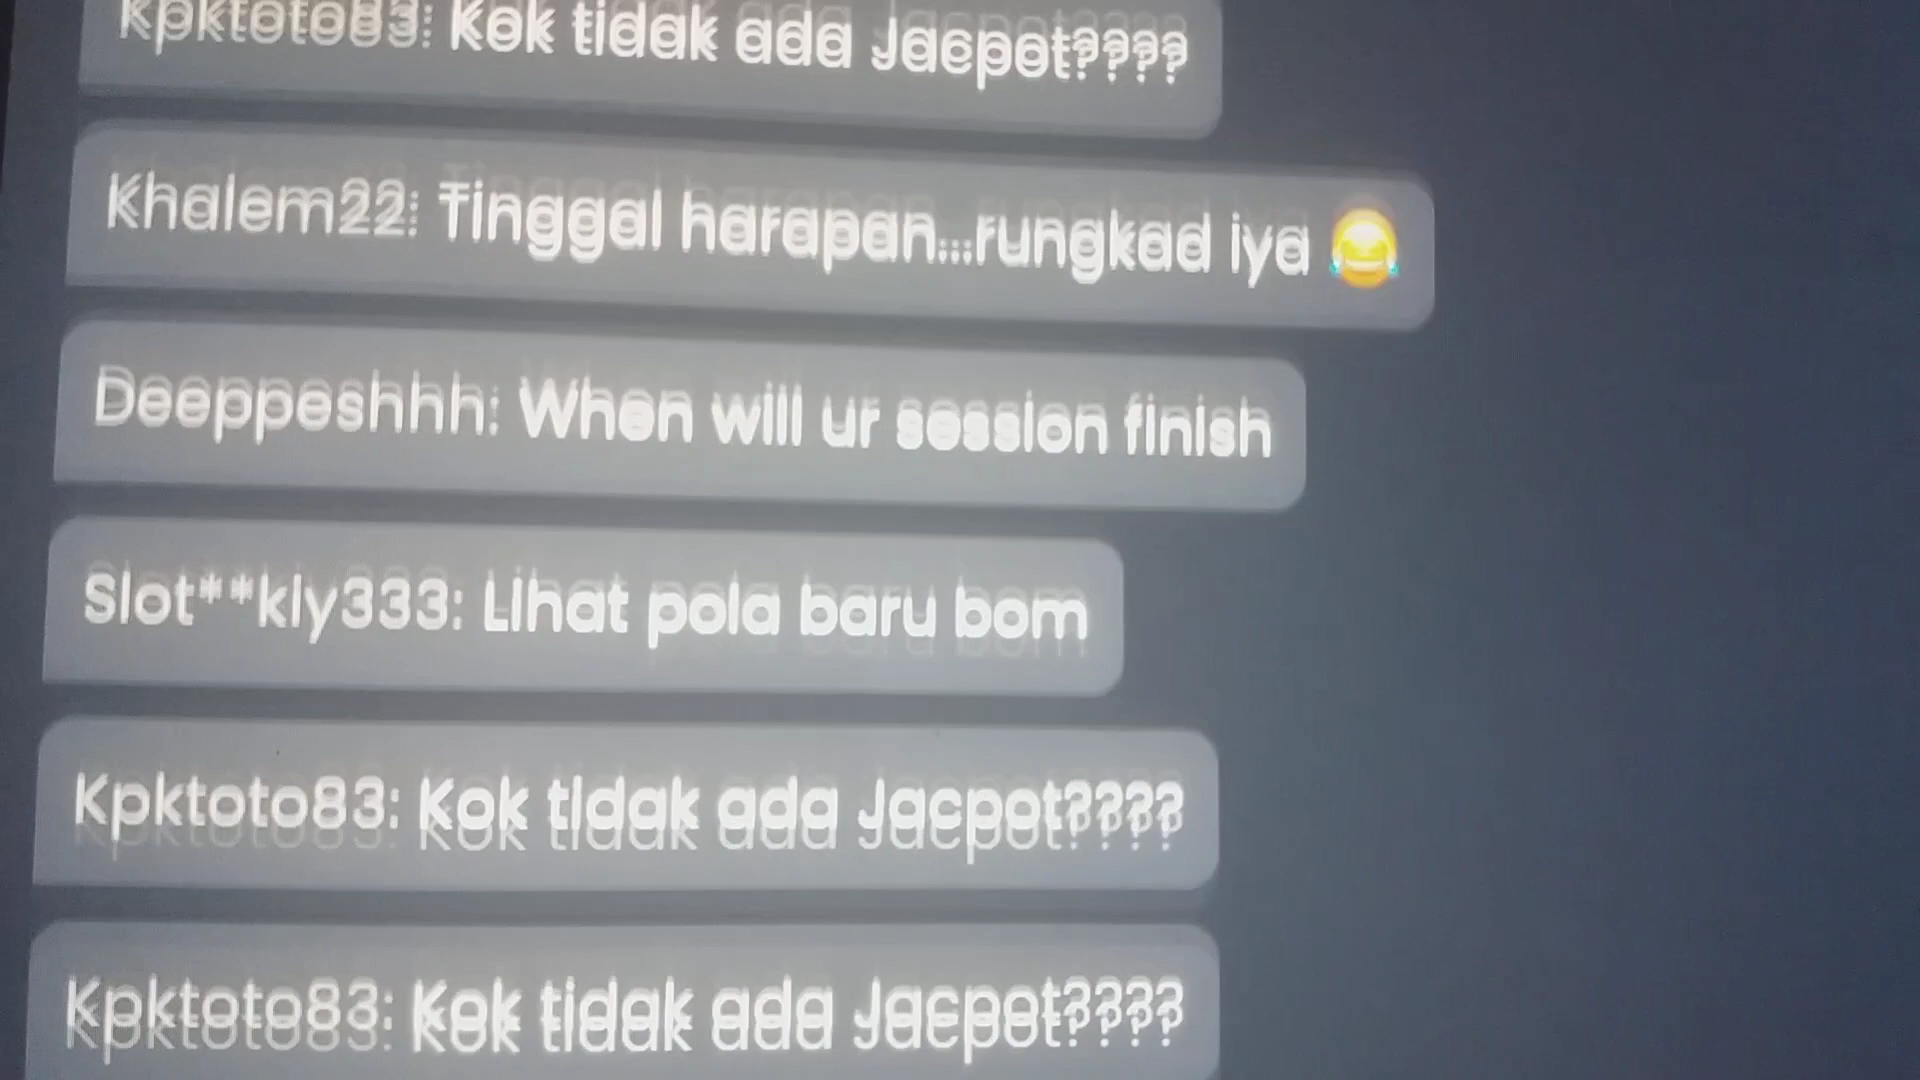 Kpktoto83: Kok tidak ada Jacpot????
Khalem22: Tinggal harapan...rungkad iya 😂
Deeppeshhh: When will ur session finish
Slot**kly333: Lihat pola baru bom
Kpktoto83: Kok tidak ada Jacpot????
Kpktoto83: Kok tidak ada Jacpot????